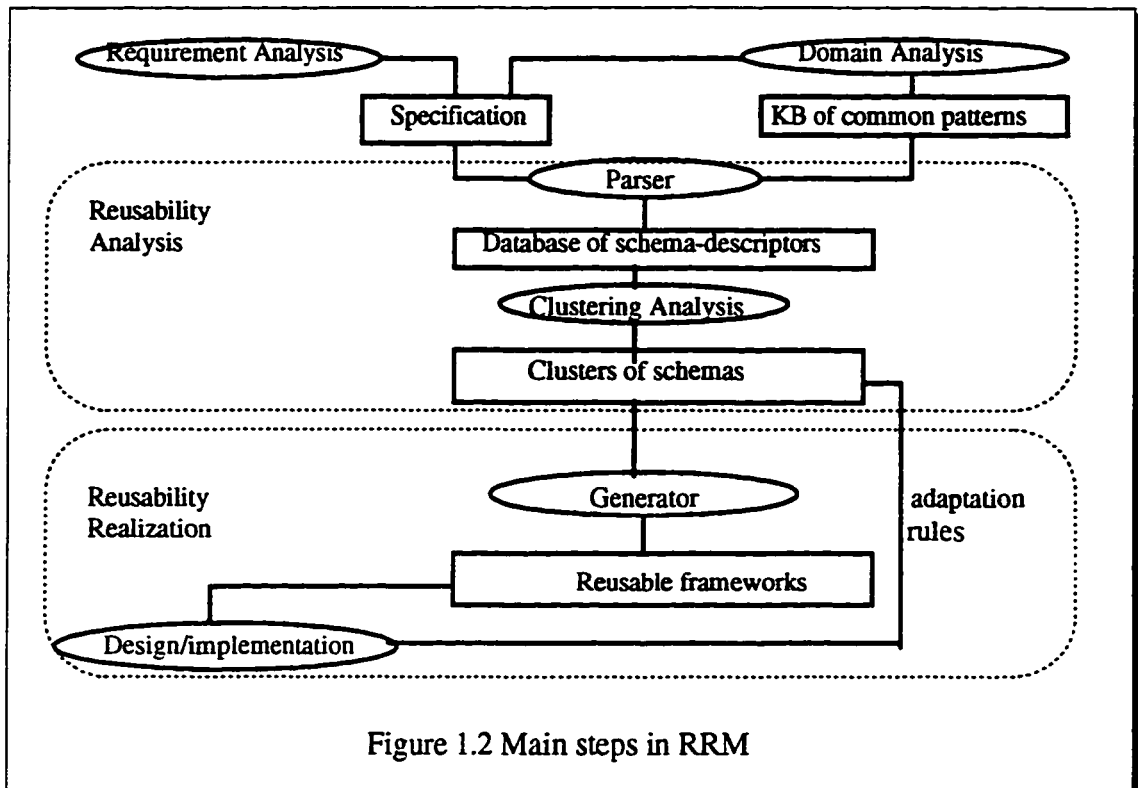 Requirement Analysis
Domain Analysis
Specification
KB of common patterns
Parser
Reusability
Analysis
Database of schema-descriptors
Clustering Analysis
Clusters of schemas
Reusability
Realization
Generator
adaptation
rules
Reusable frameworks
Design/implementation
Figure 1.2 Main steps in RRM